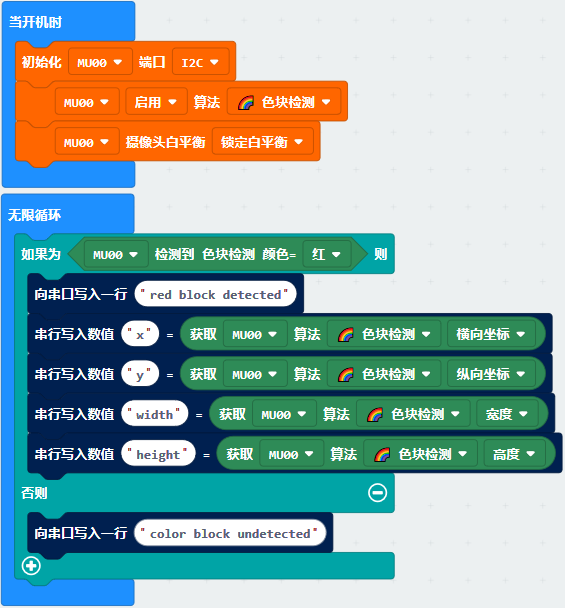 当开机时
初始化 MU00 端口 I2C
MU00 启用 算法 色块检测
MU00 摄像头白平衡 锁定白平衡
无限循环
如果为 MU00 检测到 色块检测 颜色= 红 则
向串口写入一行 "red block detected"
串行写入数值 "x" = 获取 MU00 算法 色块检测 横向坐标
串行写入数值 "y" = 获取 MU00 算法 色块检测 纵向坐标
串行写入数值 "width" = 获取 MU00 算法 色块检测 宽度
串行写入数值 "height" = 获取 MU00 算法 色块检测 高度
否则
向串口写入一行 "color block undetected"